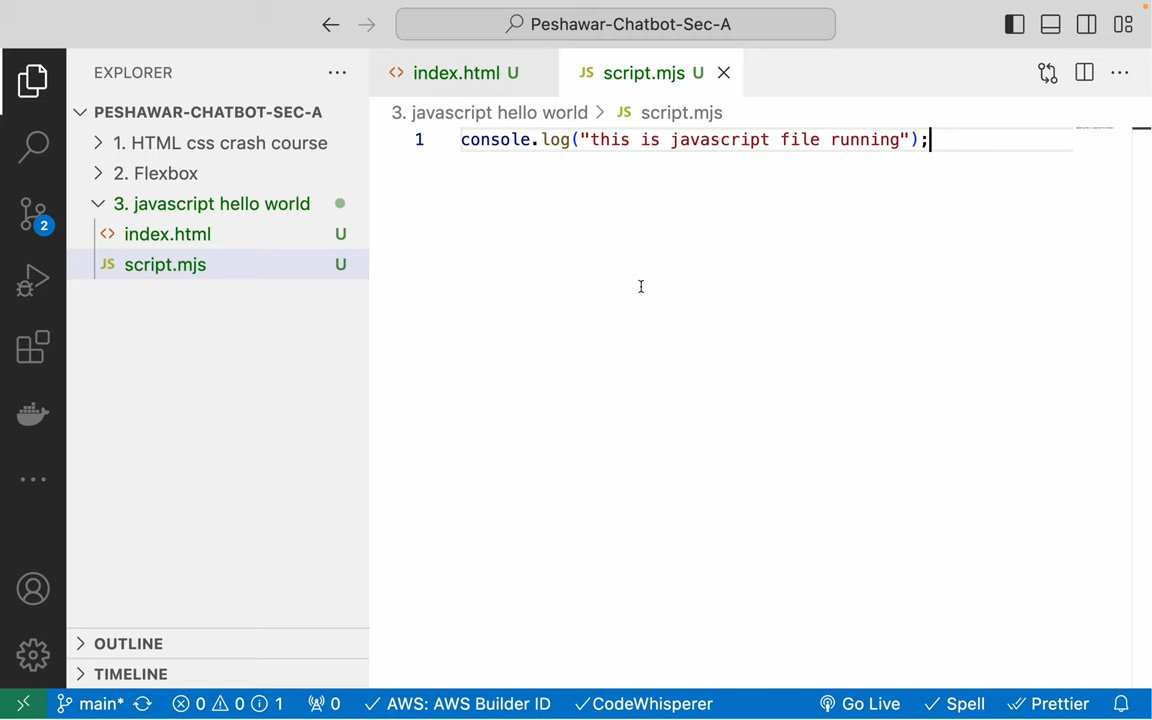 Peshawar-Chatbot-Sec-A
EXPLORER
PESHAWAR-CHATBOT-SEC-A
1. HTML css crash course
2. Flexbox
3. javascript hello world
<> index.html U
JS script.mjs U
OUTLINE
TIMELINE
<> index.html U
JS script.mjs U
3. javascript hello world > JS script.mjs
1 console.log("this is javascript file running");
2
main* 0 0 1 0 AWS: AWS Builder ID CodeWhisperer Go Live Spell Prettier